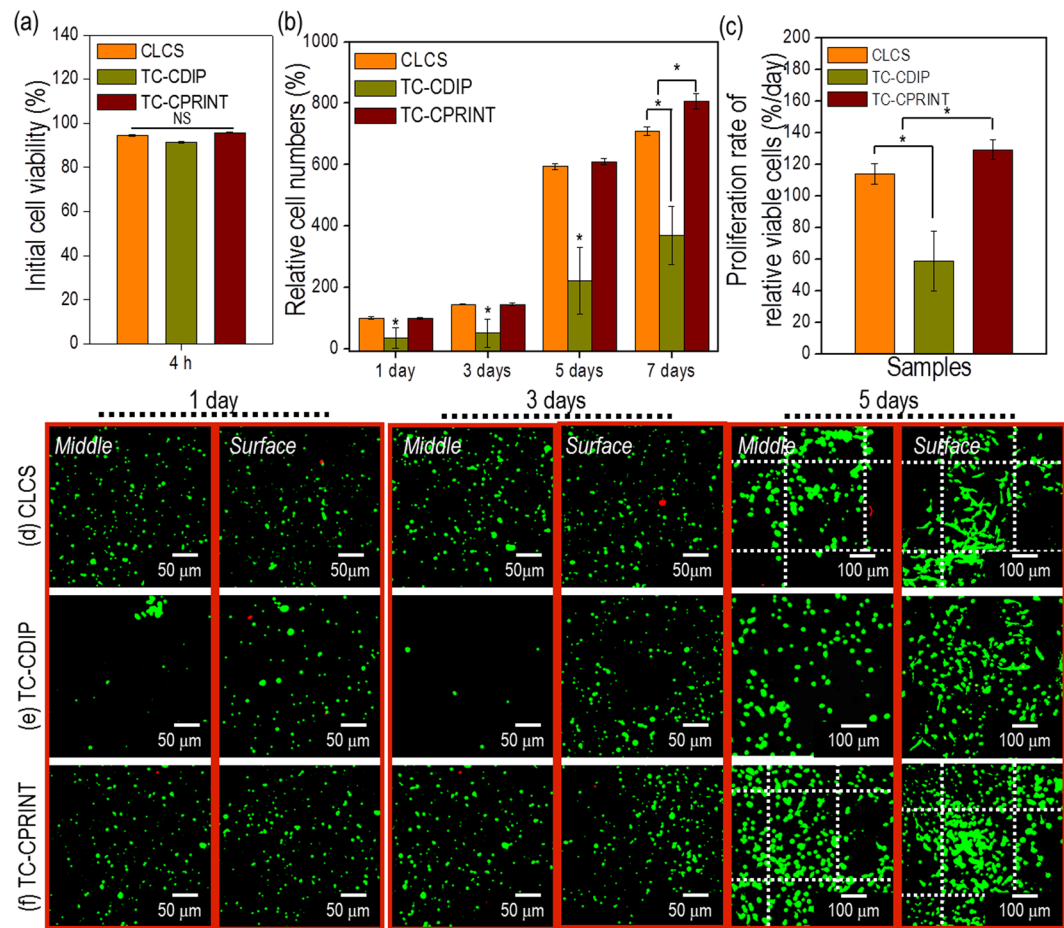 (a)
Initial cell viability (%)
140
120
100
80
60
40
20
0
CLCS
TC-CDIP
TC-CPRINT
NS
4 h
(b)
Relative cell numbers (%)
1000
800
600
400
200
0
CLCS
TC-CDIP
TC-CPRINT
*
*
*
*
*
1 day
3 days
5 days
7 days
(c)
Proliferation rate of
relative viable cells (%/day)
200
180
160
140
120
100
80
60
40
20
0
CLCS
TC-CDIP
TC-CPRINT
*
*
Samples
1 day
3 days
5 days
(d) CLCS
Middle
50 µm
Surface
50µm
Middle
50 µm
Surface
50µm
100 µm
Surface
100 µm
(e) TC-CDIP
50 µm
50 µm
50 µm
50 µm
100 µm
100 µm
(f) TC-CPRINT
50 µm
50 µm
50 µm
50 µm
100 µm
100 µm